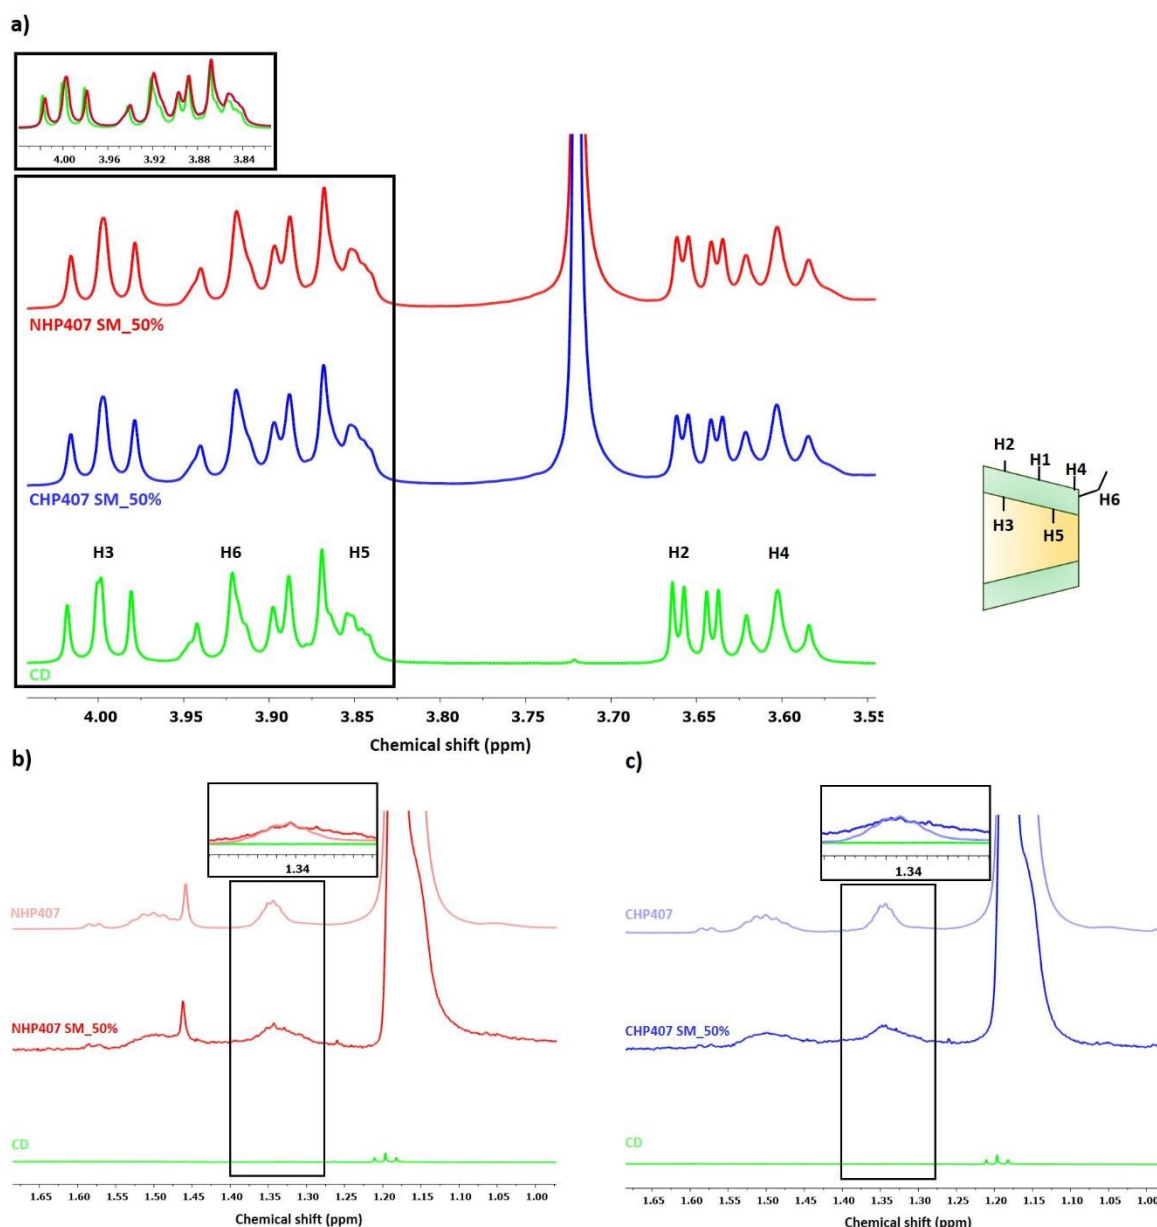 a)
4.00 3.96 3.92 3.88 3.84
NHP407 SM_50%
CHP407 SM_50%
H3 H6 H5 H2 H4
CD
4.00 3.95 3.90 3.85 3.80 3.75 3.70 3.65 3.60 3.55
Chemical shift (ppm)
H2
H1
H4
H6
H3
H5
b)
1.34
NHP407
NHP407 SM_50%
CD
1.65 1.60 1.55 1.50 1.45 1.40 1.35 1.30 1.25 1.20 1.15 1.10 1.05 1.00
Chemical shift (ppm)
c)
1.34
CHP407
CHP407 SM_50%
CD
1.65 1.60 1.55 1.50 1.45 1.40 1.35 1.30 1.25 1.20 1.15 1.10 1.05 1.00
Chemical shift (ppm)